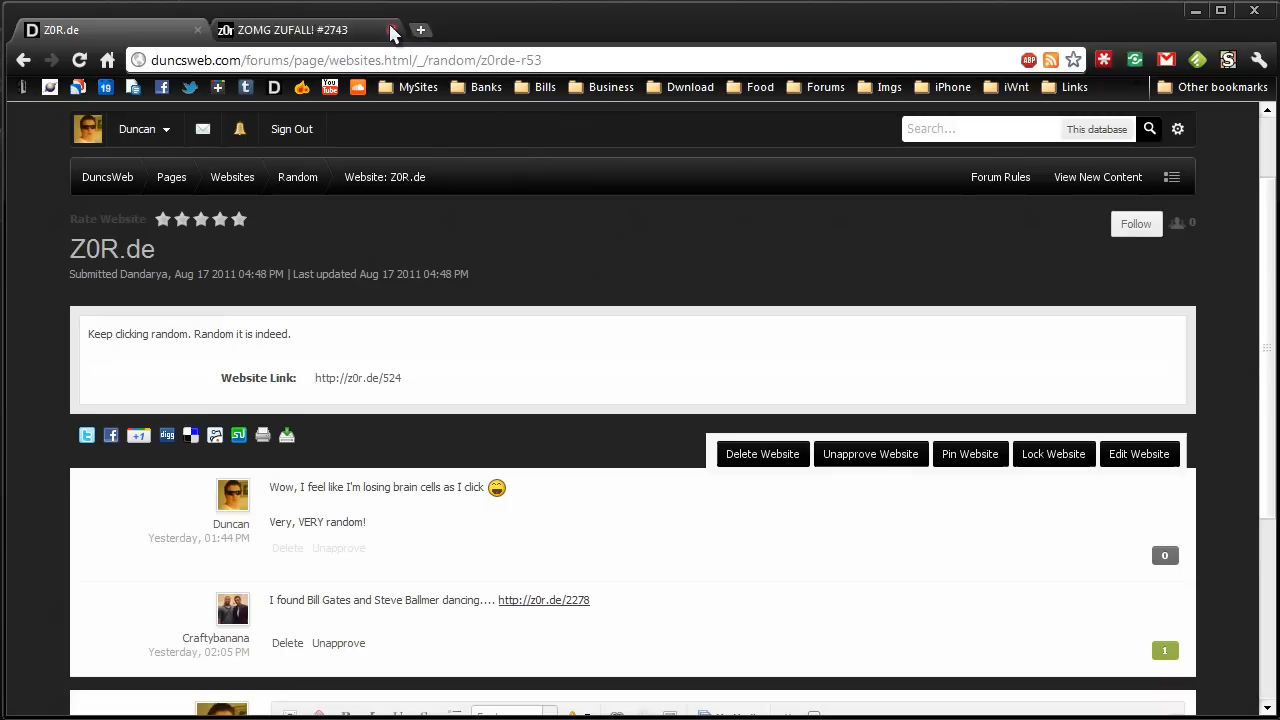 Z0R.de
z0r ZOMG ZUFALL! #2743
duncsweb.com/forums/page/websites.html/_/random/z0rde-r53
MySites Banks Bills Business Dwnload Food Forums Imgs iPhone iWnt Links Other bookmarks
Duncan Sign Out Search... This database
DuncsWeb Pages Websites Random Website: Z0R.de Forum Rules View New Content
Rate Website
Follow 0
Z0R.de
Submitted Dandarya, Aug 17 2011 04:48 PM | Last updated Aug 17 2011 04:48 PM
Keep clicking random. Random it is indeed.
Website Link: http://z0r.de/524
Delete Website Unapprove Website Pin Website Lock Website Edit Website
Wow, I feel like I'm losing brain cells as I click
Very, VERY random!
Duncan
Yesterday, 01:44 PM
Delete Unapprove
0
I found Bill Gates and Steve Ballmer dancing.... http://z0r.de/2278
Craftybanana
Yesterday, 02:05 PM
Delete Unapprove
1